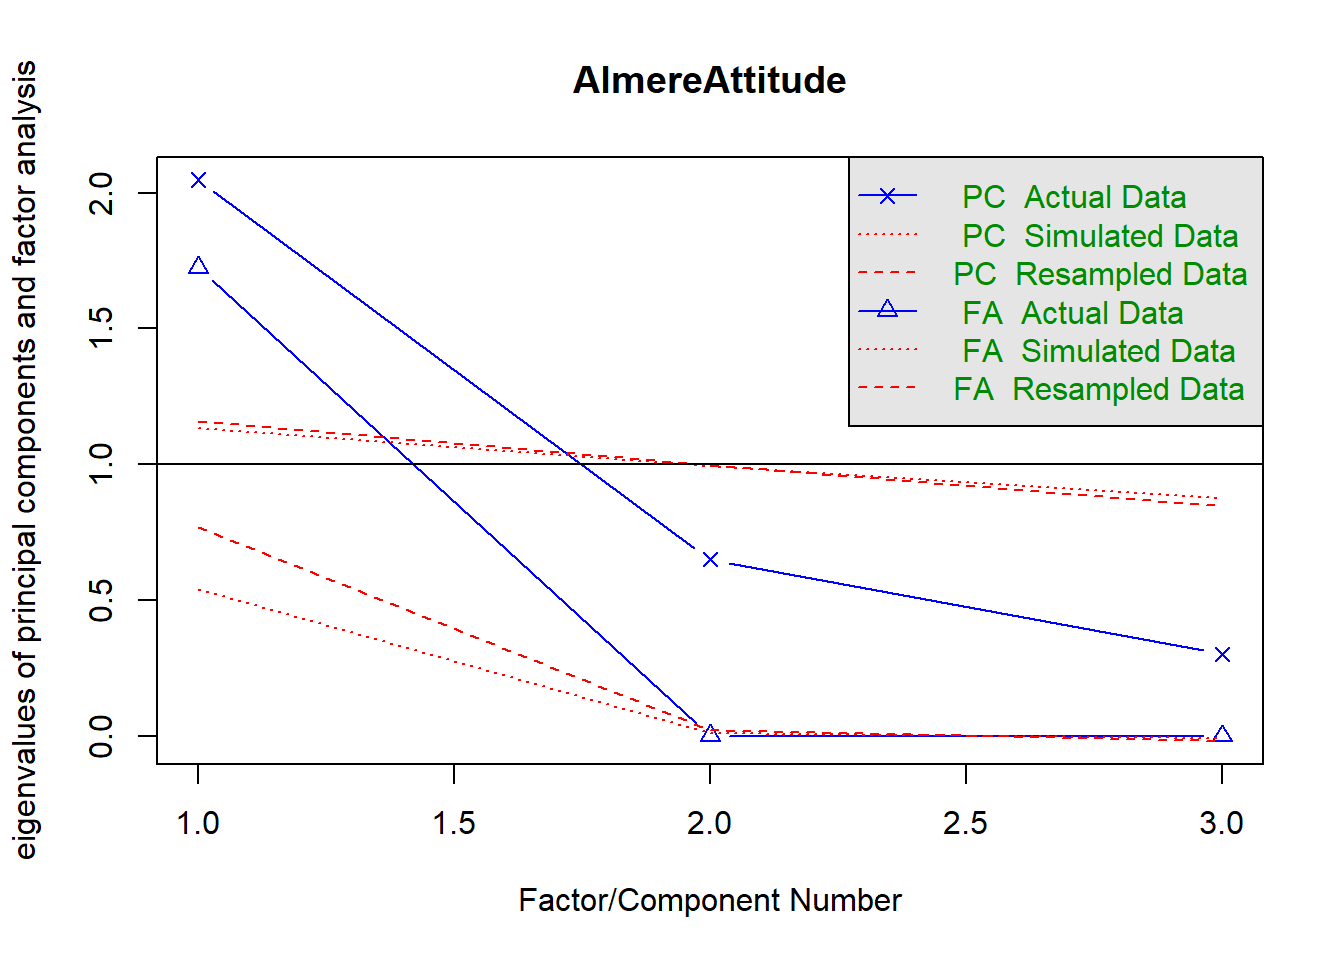 AlmereAttitude
eigenvalues of principal components and factor analysis
2.0
1.5
1.0
0.5
0.0
PC Actual Data
PC Simulated Data
PC Resampled Data
FA Actual Data
FA Simulated Data
FA Resampled Data
1.0 1.5 2.0 2.5 3.0
Factor/Component Number